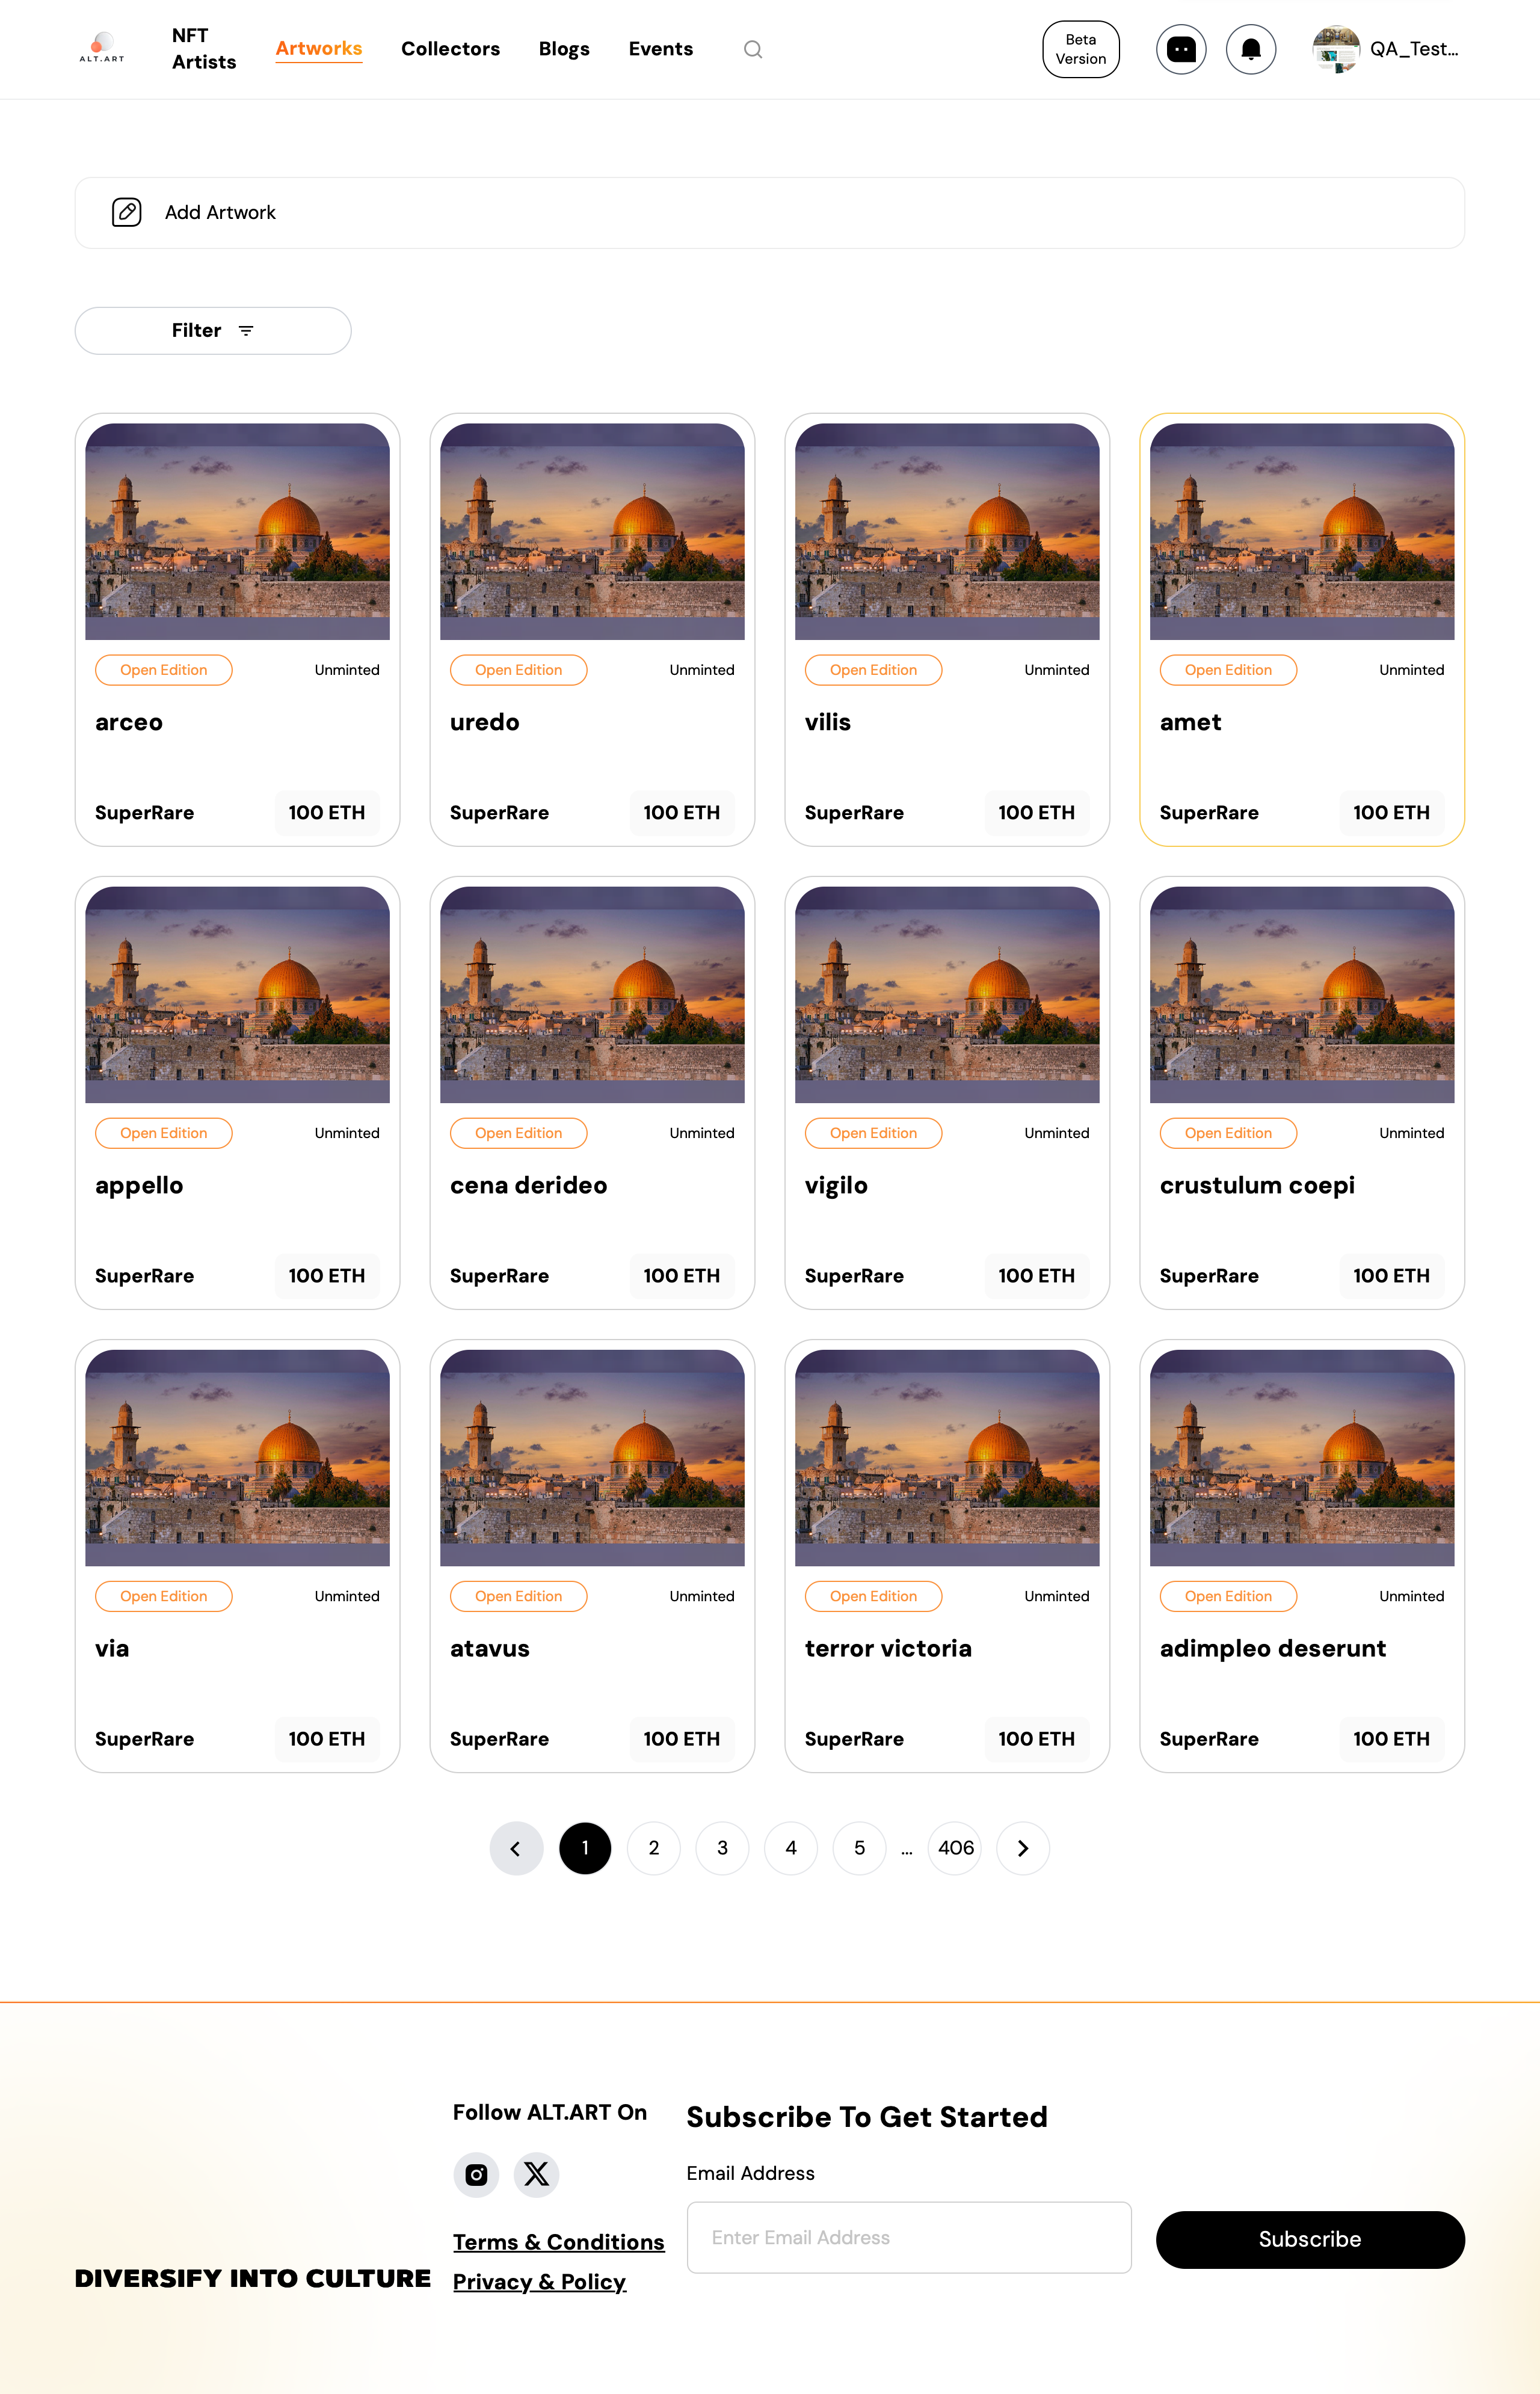 ALT.ART
NFT
Artists
Artworks
Collectors
Blogs
Events
Beta
Version
QA_Test...
Add Artwork
Filter
Open Edition Unminted
arceo
SuperRare 100 ETH
Open Edition Unminted
uredo
SuperRare 100 ETH
Open Edition Unminted
vilis
SuperRare 100 ETH
Open Edition Unminted
amet
SuperRare 100 ETH
Open Edition Unminted
appello
SuperRare 100 ETH
Open Edition Unminted
cena derideo
SuperRare 100 ETH
Open Edition Unminted
vigilo
SuperRare 100 ETH
Open Edition Unminted
crustulum coepi
SuperRare 100 ETH
Open Edition Unminted
via
SuperRare 100 ETH
Open Edition Unminted
atavus
SuperRare 100 ETH
Open Edition Unminted
terror victoria
SuperRare 100 ETH
Open Edition Unminted
adimpleo deserunt
SuperRare 100 ETH
1 2 3 4 5 ... 406
DIVERSIFY INTO CULTURE
Follow ALT.ART On
Terms & Conditions
Privacy & Policy
Subscribe To Get Started
Email Address
Enter Email Address
Subscribe